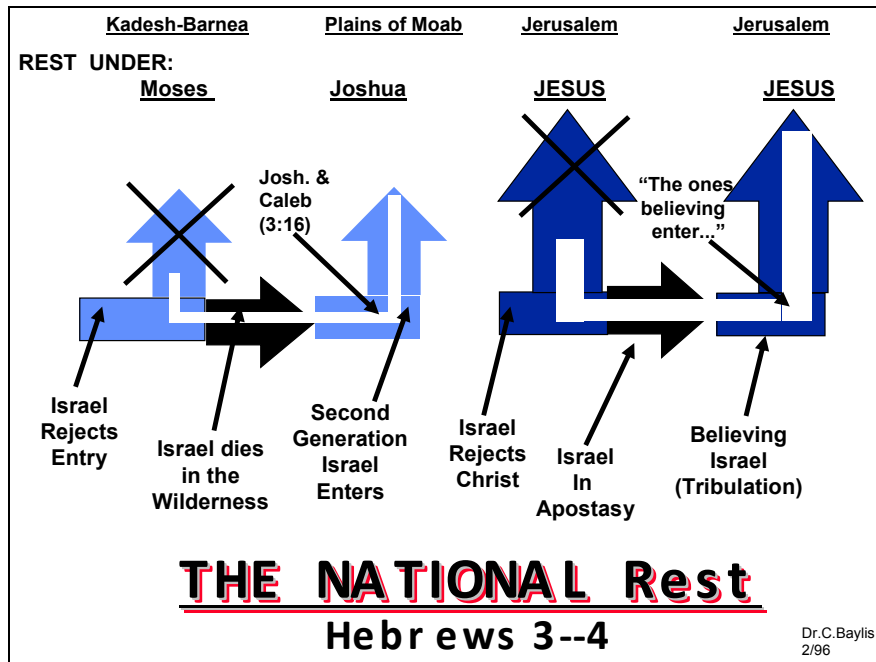 Kadesh-Barnea Plains of Moab Jerusalem Jerusalem
REST UNDER:
Moses Joshua JESUS JESUS
Josh. &
Caleb
(3:16)
“The ones
believing
enter...”
Israel
Rejects
Entry
Israel dies
in the
Wilderness
Second
Generation
Israel
Enters
Israel
Rejects
Christ
Israel
In
Apostasy
Believing
Israel
(Tribulation)
THE NATIONAL Rest
Hebrews 3--4
Dr.C.Baylis
2/96